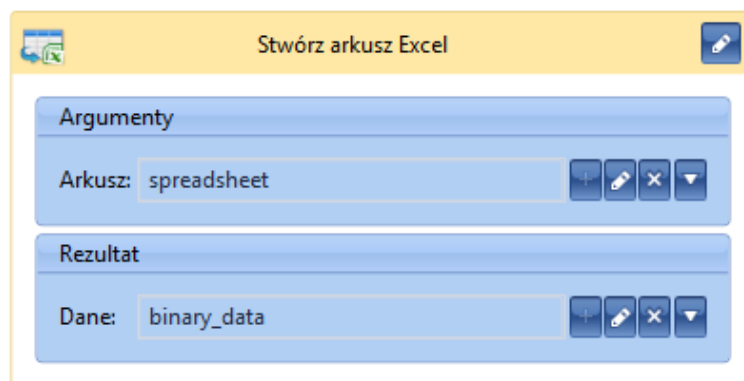 Stwórz arkusz Excel
Argumenty
Arkusz: spreadsheet
Rezultat
Dane: binary_data